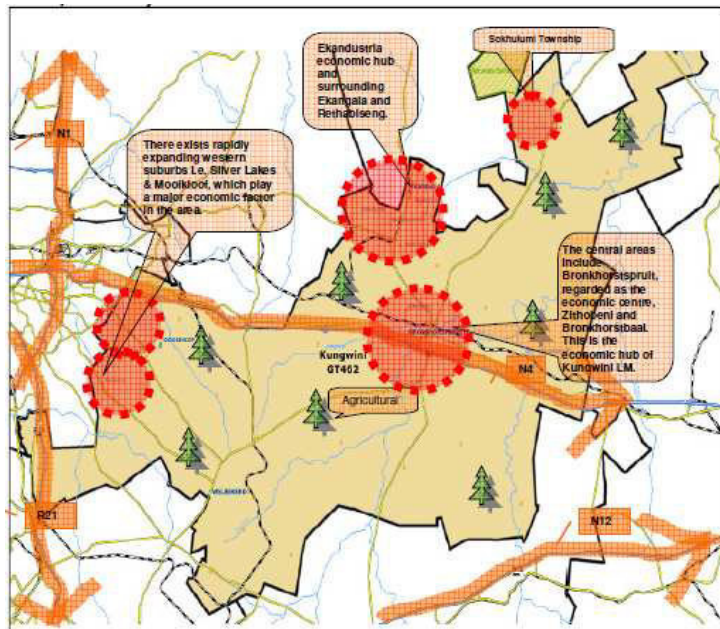 Sokhulumi Township
Ekandustria
economic hub
and
surrounding
Ekangala and
Rethabiseng.
N1
There exists rapidly
expanding western
suburbs i.e. Silver Lakes
& Mooikloof, which play
a major economic factor
in the area.
The central areas
include
Bronkhorstspruit,
regarded as the
economic centre,
Zithobeni and
Bronkhorstbaai.
This is the
economic hub of
Kungwini LM.
Kungwini
GT462
N4
Agricultural
R21
N12